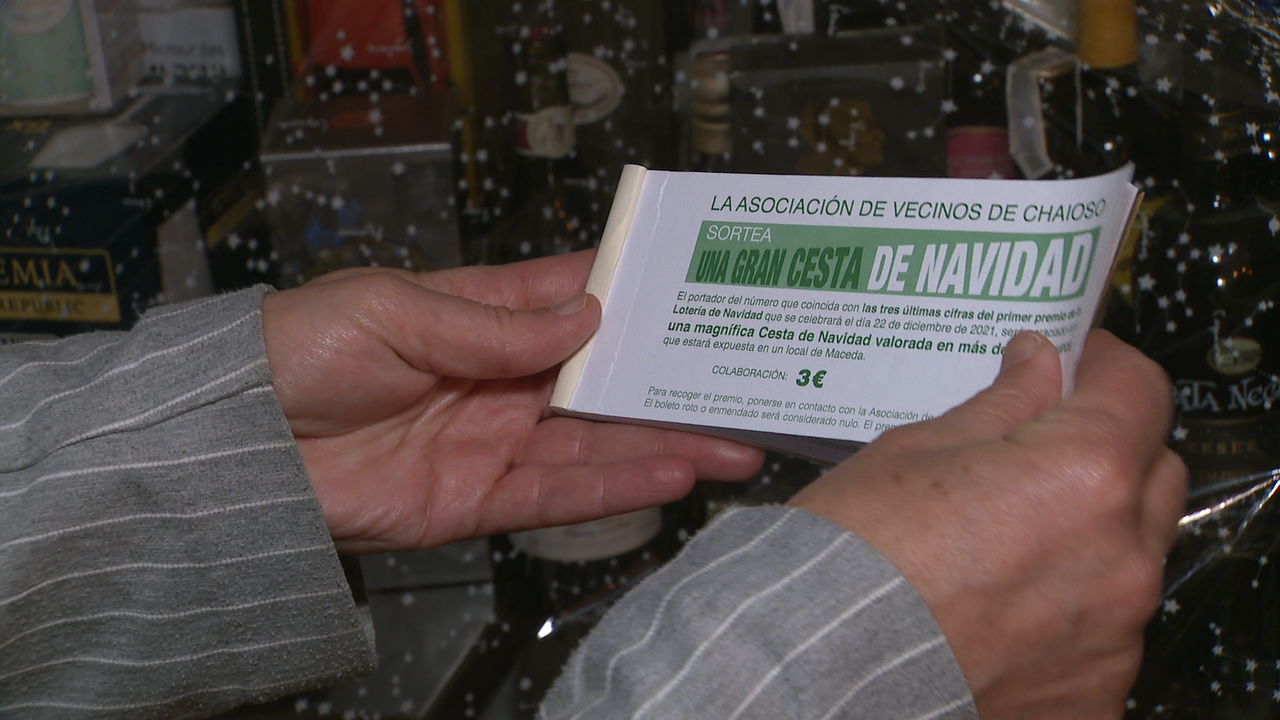 LA ASOCIACIÓN DE VECINOS DE CHAIOSO
SORTEA
UNA GRAN CESTA DE NAVIDAD
El portador del número que coincida con las tres últimas cifras del primer premio de
Lotería de Navidad que se celebrará el día 22 de diciembre de 2021,
una magnífica Cesta de Navidad valorada en más de
que estará expuesta en un local de Maceda.
COLABORACIÓN: 3€
Para recoger el premio, ponerse en contacto con la Asociación de
El boleto roto o enmendado será considerado nulo. El
EMIA
REPUBLIC